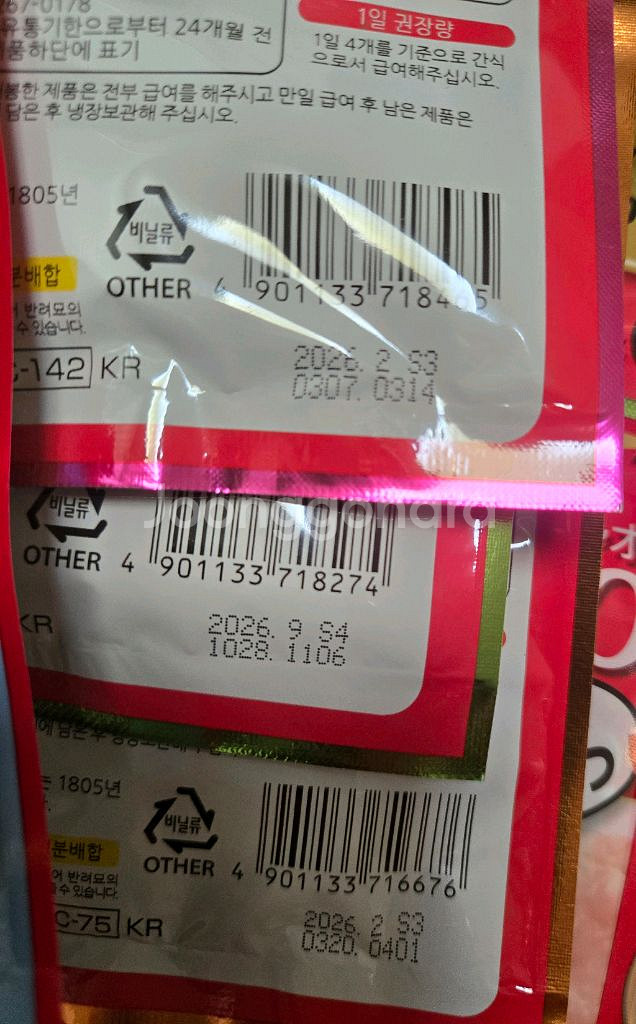 67-0178
유통기한으로부터 24개월 전
품하단에 표기
1일 권장량
1일 4개를 기준으로 간식
으로서 급여해주십시오.
봉한 제품은 전부 급여를 해주시고 만일 급여 후 남은 제품은
담은 후 냉장보관해 주십시오.
1805년
비닐류
OTHER
분배합
반려묘의
수 있습니다.
-142 KR
4 901133 718465
2026. 2 S3
0307. 0314
Joonggonara
비닐류
OTHER
4 901133 718274
KR
2026. 9 S4
1028. 1106
1805년
비닐류
OTHER
분배합
어 반려묘의
수 있습니다.
C-75 KR
4 901133 716676
2026. 2 S3
0320. 0401